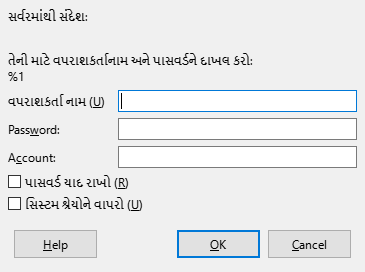 સર્વરમાંથી સંદેશ:
તેની માટે વપરાશકર્તાનામ અને પાસવર્ડને દાખલ કરો:
%1
વપરાશકર્તા નામ (U)
Password:
Account:
પાસવર્ડ યાદ રાખો (R)
સિસ્ટમ શ્રેયોને વાપરો (U)
Help OK Cancel